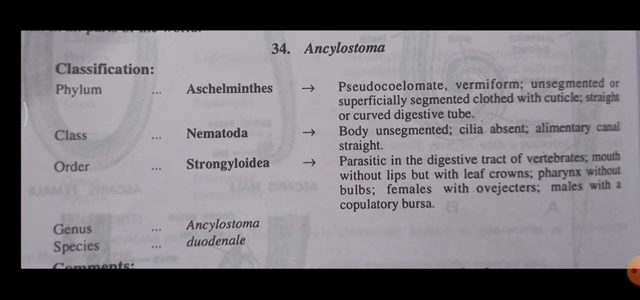 34. Ancylostoma
Classification:
Phylum ... Aschelminthes → Pseudocoelomate, vermiform; unsegmented or
superficially segmented clothed with cuticle; straight
or curved digestive tube.
Class ... Nematoda → Body unsegmented; cilia absent; alimentary canal
straight.
Order ... Strongyloidea → Parasitic in the digestive tract of vertebrates; mouth
without lips but with leaf crowns; pharynx without
bulbs; females with ovejecters; males with a
copulatory bursa.
Genus ... Ancylostoma
Species ... duodenale
Comments: